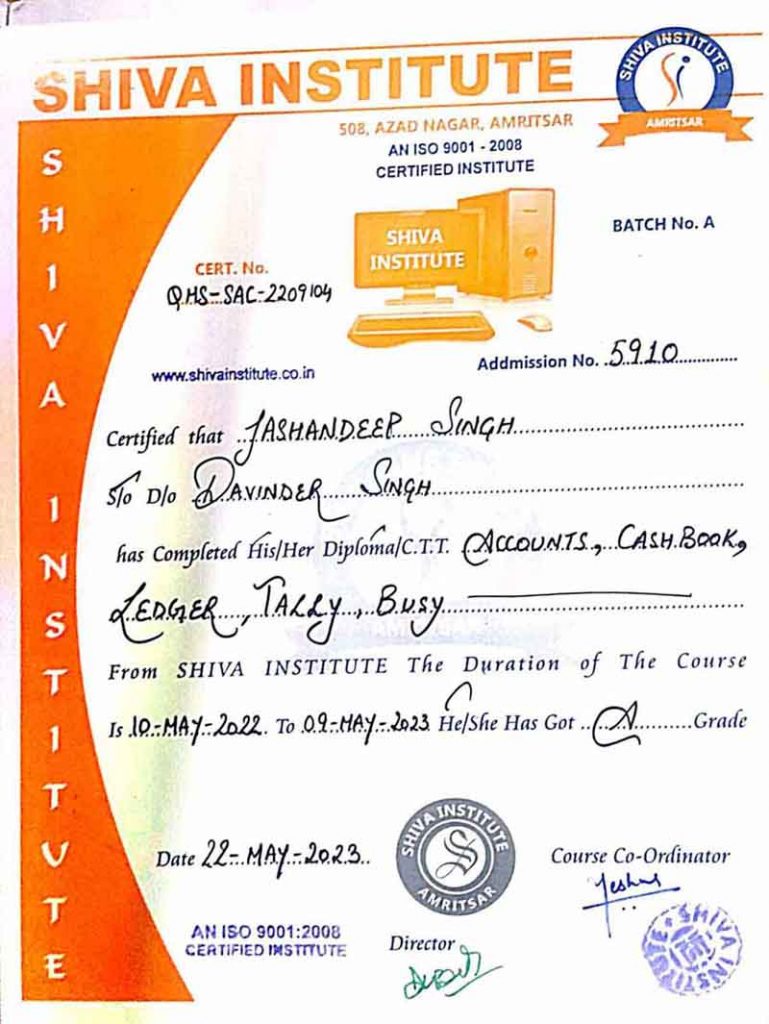 SHIVA INSTITUTE
SHIVA INSTITUTE
AMRITSAR
508, AZAD NAGAR, AMRITSAR
AN ISO 9001 - 2008
CERTIFIED INSTITUTE
SHIVA INSTITUTE
SHIVA
INSTITUTE
BATCH No. A
CERT. No.
QHS-SAC-2209104
www.shivainstitute.co.in
Addmission No. 5910
Certified that JASHANDEEP SINGH
S/o D/o DAVINDER SINGH
has Completed His/Her Diploma/C.T.T. ACCOUNTS, CASH BOOK,
LEDGER, TALLY, BUSY
From SHIVA INSTITUTE The Duration of The Course
Is 10-MAY-2022 To 09-MAY-2023 He/She Has Got A Grade
Date 22-MAY-2023
SHIVA INSTITUTE
AMRITSAR
Course Co-Ordinator
AN ISO 9001:2008
CERTIFIED INSTITUTE
Director
SHIVA INSTITUTE